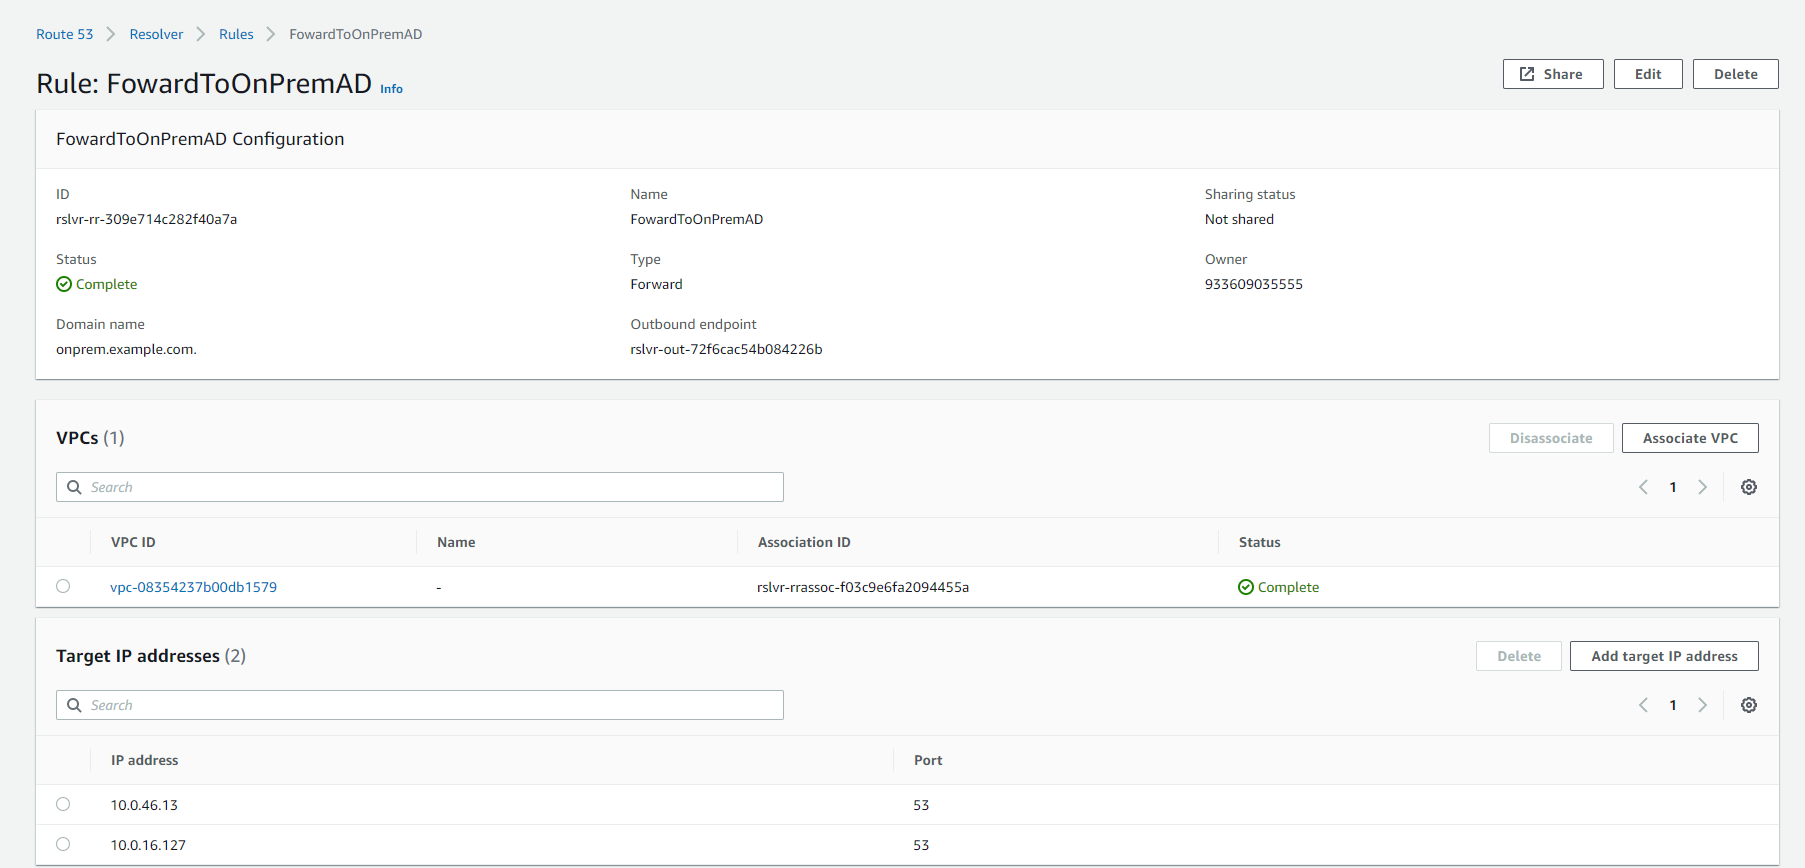 Route 53 > Resolver > Rules > FowardToOnPremAD
Rule: FowardToOnPremAD Info
Share Edit Delete
FowardToOnPremAD Configuration
ID Name Sharing status
rslvr-rr-309e714c282f40a7a FowardToOnPremAD Not shared
Status Type Owner
Complete Forward 933609035555
Domain name Outbound endpoint
onprem.example.com. rslvr-out-72f6cac54b084226b
VPCs (1) Disassociate Associate VPC
Search 1
VPC ID Name Association ID Status
vpc-08354237b00db1579 - rslvr-rrassoc-f03c9e6fa2094455a Complete
Target IP addresses (2) Delete Add target IP address
Search 1
IP address Port
10.0.46.13 53
10.0.16.127 53